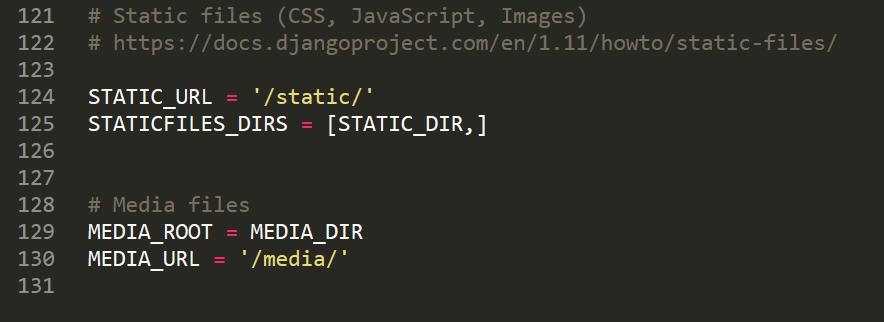 121 # Static files (CSS, JavaScript, Images)
122 # https://docs.djangoproject.com/en/1.11/howto/static-files/
123
124 STATIC_URL = '/static/'
125 STATICFILES_DIRS = [STATIC_DIR,]
126
127
128 # Media files
129 MEDIA_ROOT = MEDIA_DIR
130 MEDIA_URL = '/media/'
131